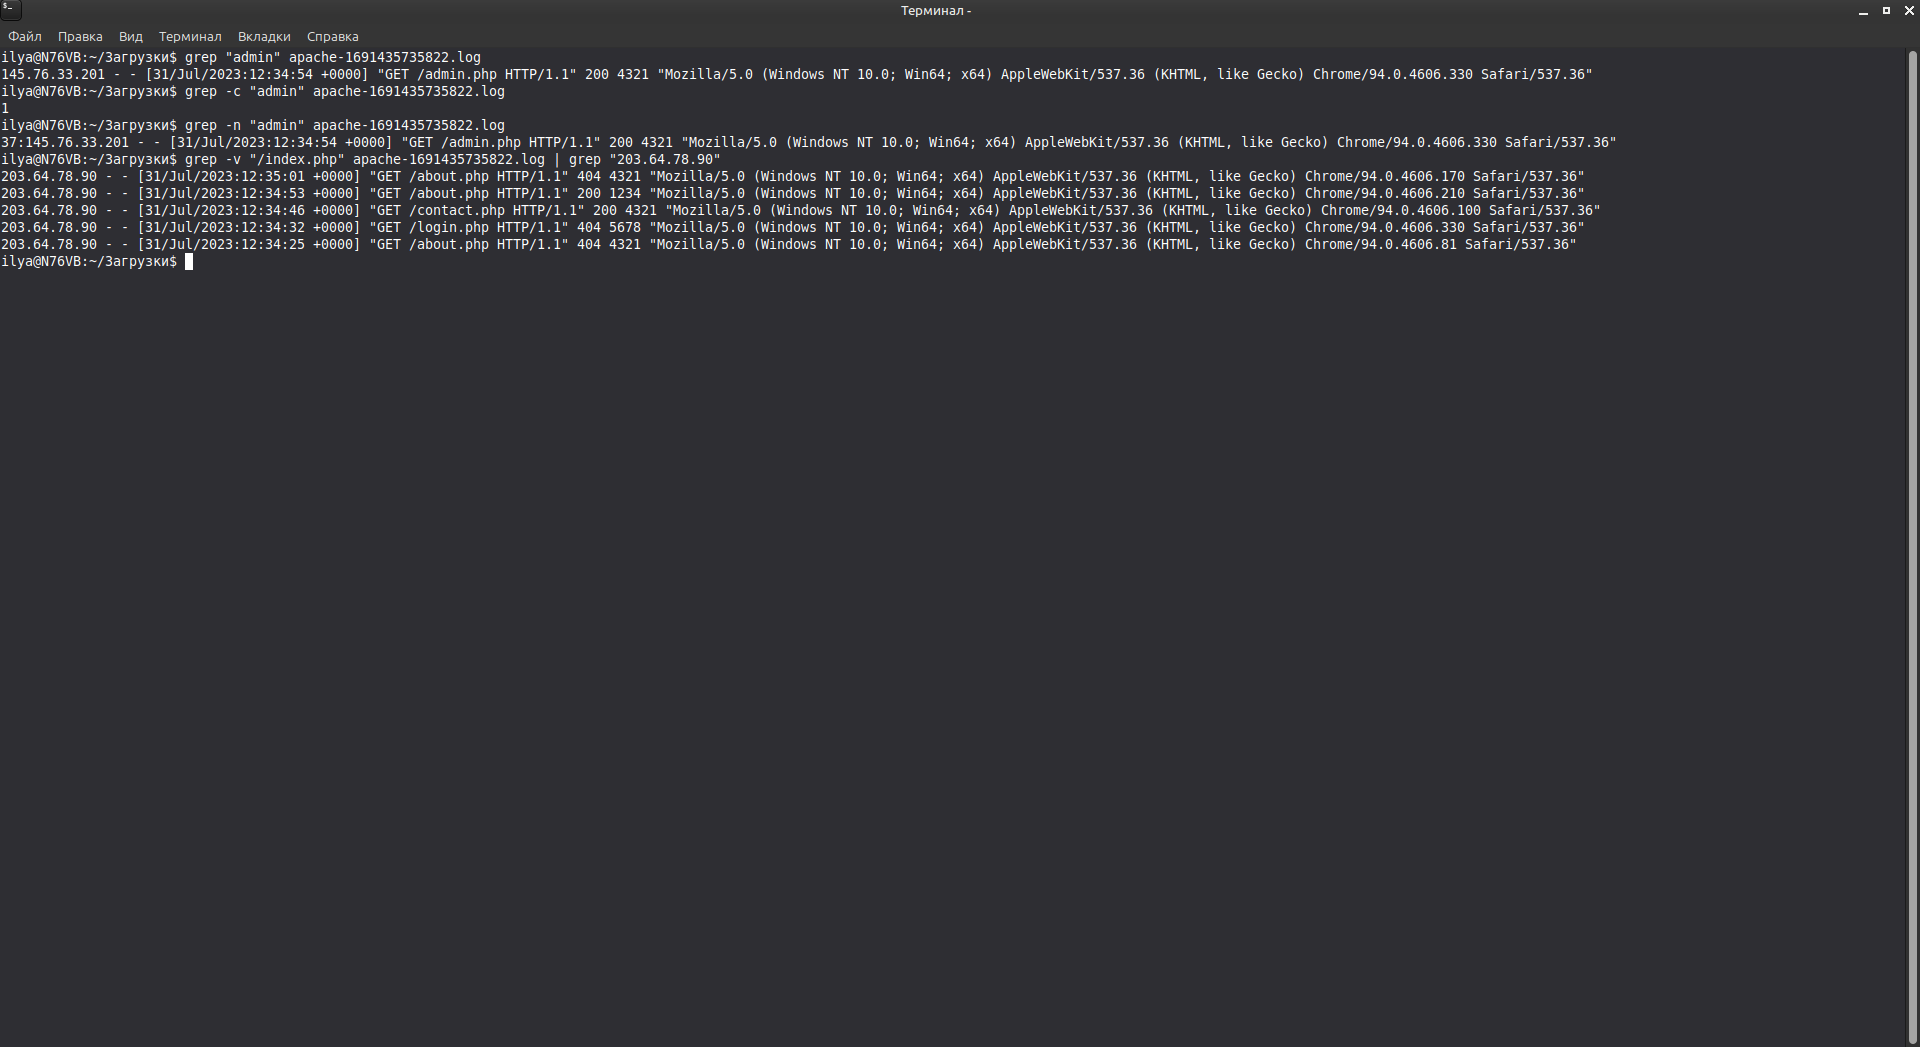 Терминал -
Файл Правка Вид Терминал Вкладки Справка
ilya@N76VB:~/Загрузки$ grep "admin" apache-1691435735822.log
145.76.33.201 - - [31/Jul/2023:12:34:54 +0000] "GET /admin.php HTTP/1.1" 200 4321 "Mozilla/5.0 (Windows NT 10.0; Win64; x64) AppleWebKit/537.36 (KHTML, like Gecko) Chrome/94.0.4606.330 Safari/537.36"
ilya@N76VB:~/Загрузки$ grep -c "admin" apache-1691435735822.log
1
ilya@N76VB:~/Загрузки$ grep -n "admin" apache-1691435735822.log
37:145.76.33.201 - - [31/Jul/2023:12:34:54 +0000] "GET /admin.php HTTP/1.1" 200 4321 "Mozilla/5.0 (Windows NT 10.0; Win64; x64) AppleWebKit/537.36 (KHTML, like Gecko) Chrome/94.0.4606.330 Safari/537.36"
ilya@N76VB:~/Загрузки$ grep -v "/index.php" apache-1691435735822.log | grep "203.64.78.90"
203.64.78.90 - - [31/Jul/2023:12:35:01 +0000] "GET /about.php HTTP/1.1" 404 4321 "Mozilla/5.0 (Windows NT 10.0; Win64; x64) AppleWebKit/537.36 (KHTML, like Gecko) Chrome/94.0.4606.170 Safari/537.36"
203.64.78.90 - - [31/Jul/2023:12:34:53 +0000] "GET /about.php HTTP/1.1" 200 1234 "Mozilla/5.0 (Windows NT 10.0; Win64; x64) AppleWebKit/537.36 (KHTML, like Gecko) Chrome/94.0.4606.210 Safari/537.36"
203.64.78.90 - - [31/Jul/2023:12:34:46 +0000] "GET /contact.php HTTP/1.1" 200 4321 "Mozilla/5.0 (Windows NT 10.0; Win64; x64) AppleWebKit/537.36 (KHTML, like Gecko) Chrome/94.0.4606.100 Safari/537.36"
203.64.78.90 - - [31/Jul/2023:12:34:32 +0000] "GET /login.php HTTP/1.1" 404 5678 "Mozilla/5.0 (Windows NT 10.0; Win64; x64) AppleWebKit/537.36 (KHTML, like Gecko) Chrome/94.0.4606.330 Safari/537.36"
203.64.78.90 - - [31/Jul/2023:12:34:25 +0000] "GET /about.php HTTP/1.1" 404 4321 "Mozilla/5.0 (Windows NT 10.0; Win64; x64) AppleWebKit/537.36 (KHTML, like Gecko) Chrome/94.0.4606.81 Safari/537.36"
ilya@N76VB:~/Загрузки$